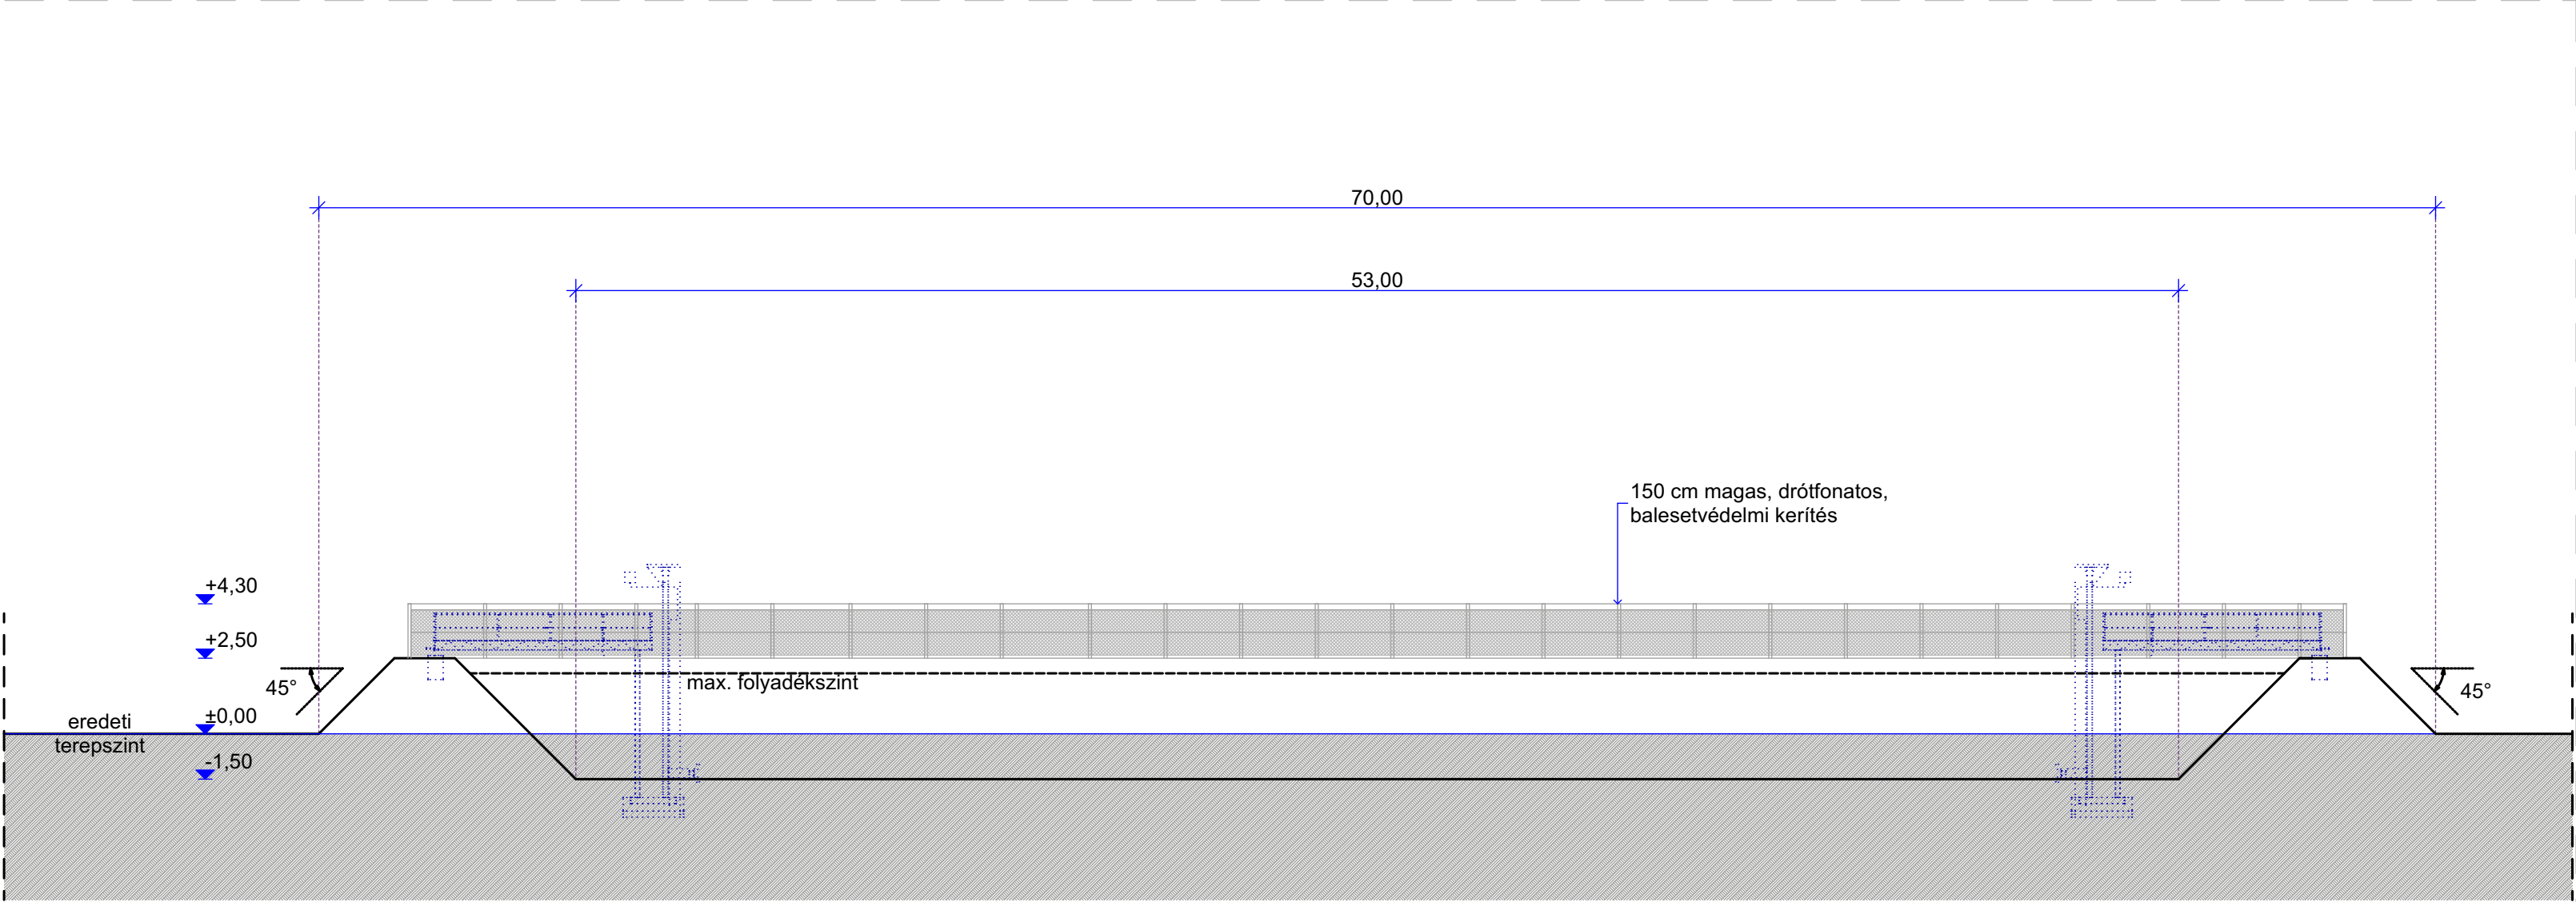 70,00
53,00
150 cm magas, drótfonatos,
balesetvédelmi kerítés
+4,30
+2,50
max. folyadékszint
45°
45°
±0,00
eredeti
terepszint
-1,50